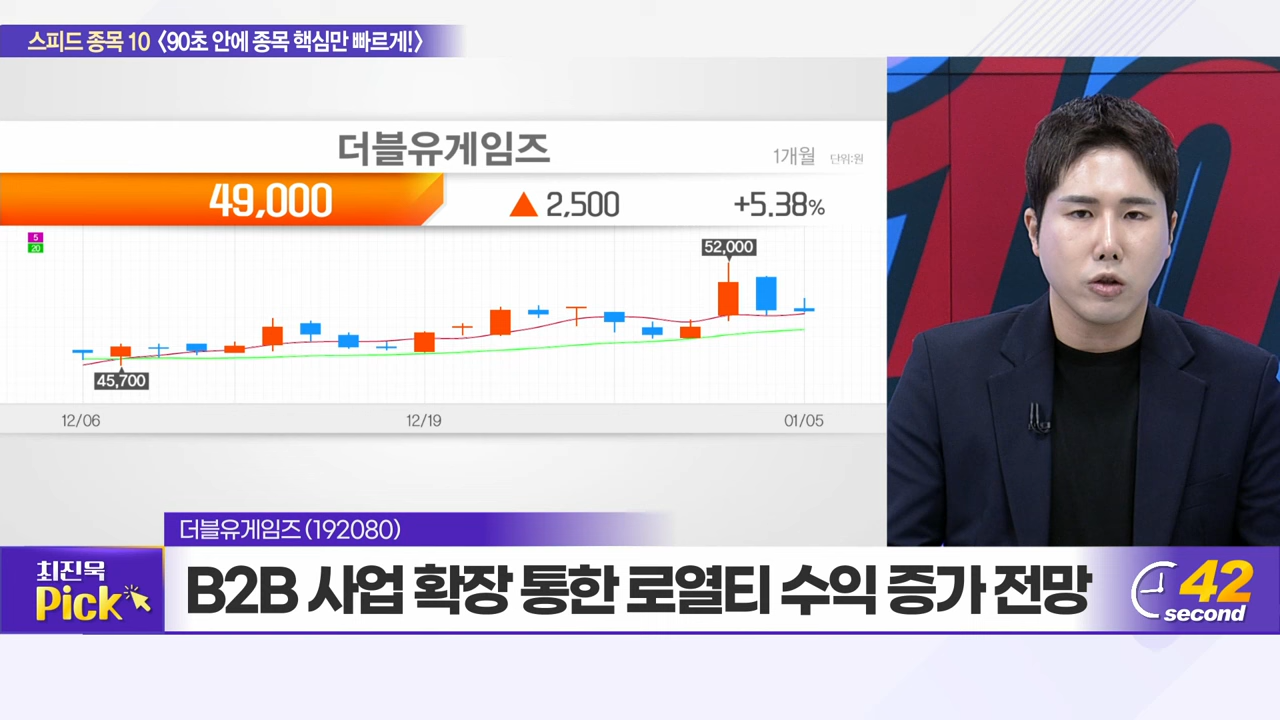 스피드 종목 10 〈90초 안에 종목 핵심만 빠르게!〉
더블유게임즈
1개월 단위:원
49,000 ▲ 2,500 +5.38%
5
20
52,000
45,700
12/06 12/19 01/05
더블유게임즈 (192080)
최진욱
Pick
B2B 사업 확장 통한 로열티 수익 증가 전망
42
second